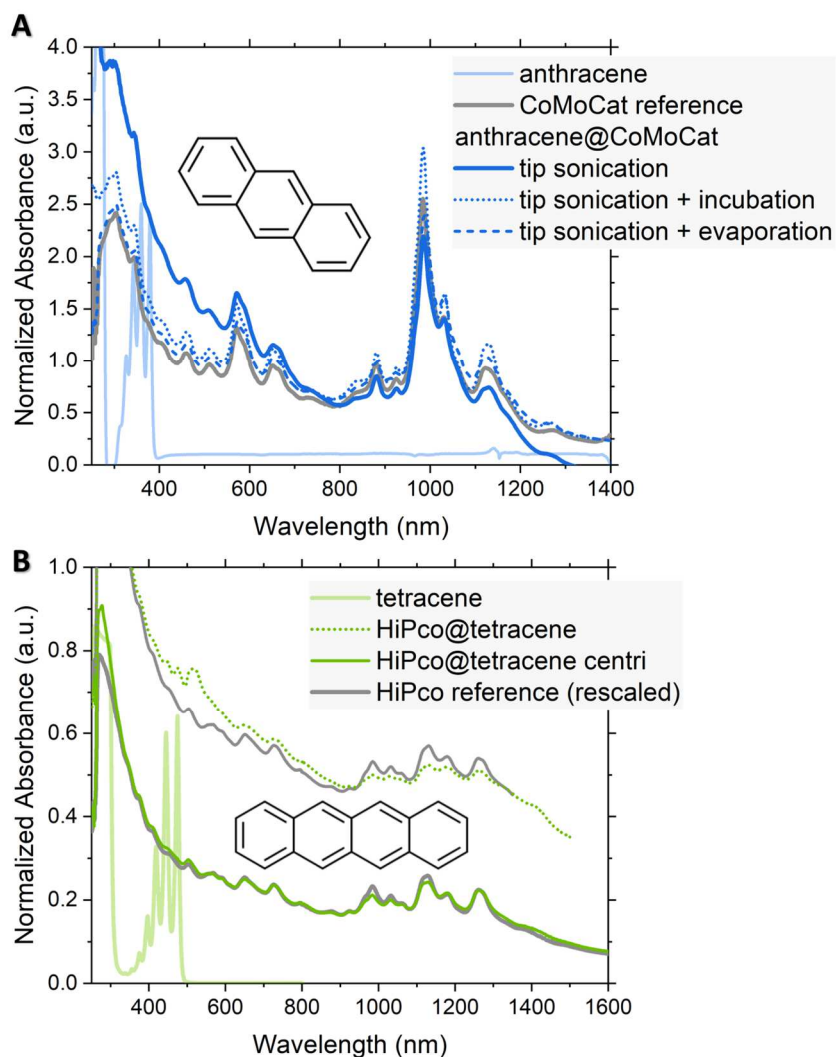 A
4.0
3.5
3.0
2.5
2.0
1.5
1.0
0.5
0.0
Normalized Absorbance (a.u.)
400 600 800 1000 1200 1400
Wavelength (nm)
anthracene
CoMoCat reference
anthracene@CoMoCat
tip sonication
tip sonication + incubation
tip sonication + evaporation
B
1.0
0.8
0.6
0.4
0.2
0.0
Normalized Absorbance (a.u.)
400 600 800 1000 1200 1400 1600
Wavelength (nm)
tetracene
HiPco@tetracene
HiPco@tetracene centri
HiPco reference (rescaled)